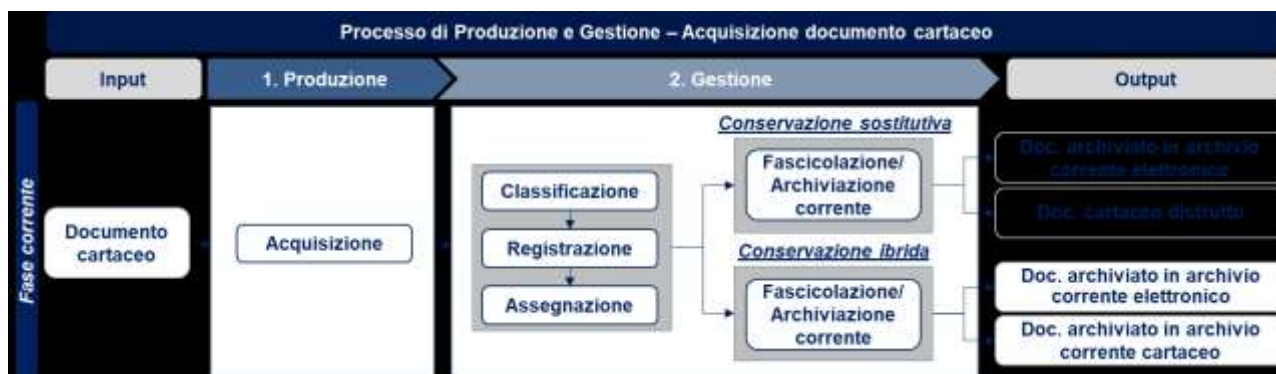 Processo di Produzione e Gestione – Acquisizione documento cartaceo
Input
1. Produzione
2. Gestione
Output
Fase corrente
Documento
cartaceo
Acquisizione
Classificazione
Registrazione
Assegnazione
Conservazione sostitutiva
Fascicolazione/
Archiviazione
corrente
Conservazione ibrida
Fascicolazione/
Archiviazione
corrente
Doc. archiviato in archivio
corrente elettronico
Doc. cartaceo distrutto
Doc. archiviato in archivio
corrente elettronico
Doc. archiviato in archivio
corrente cartaceo